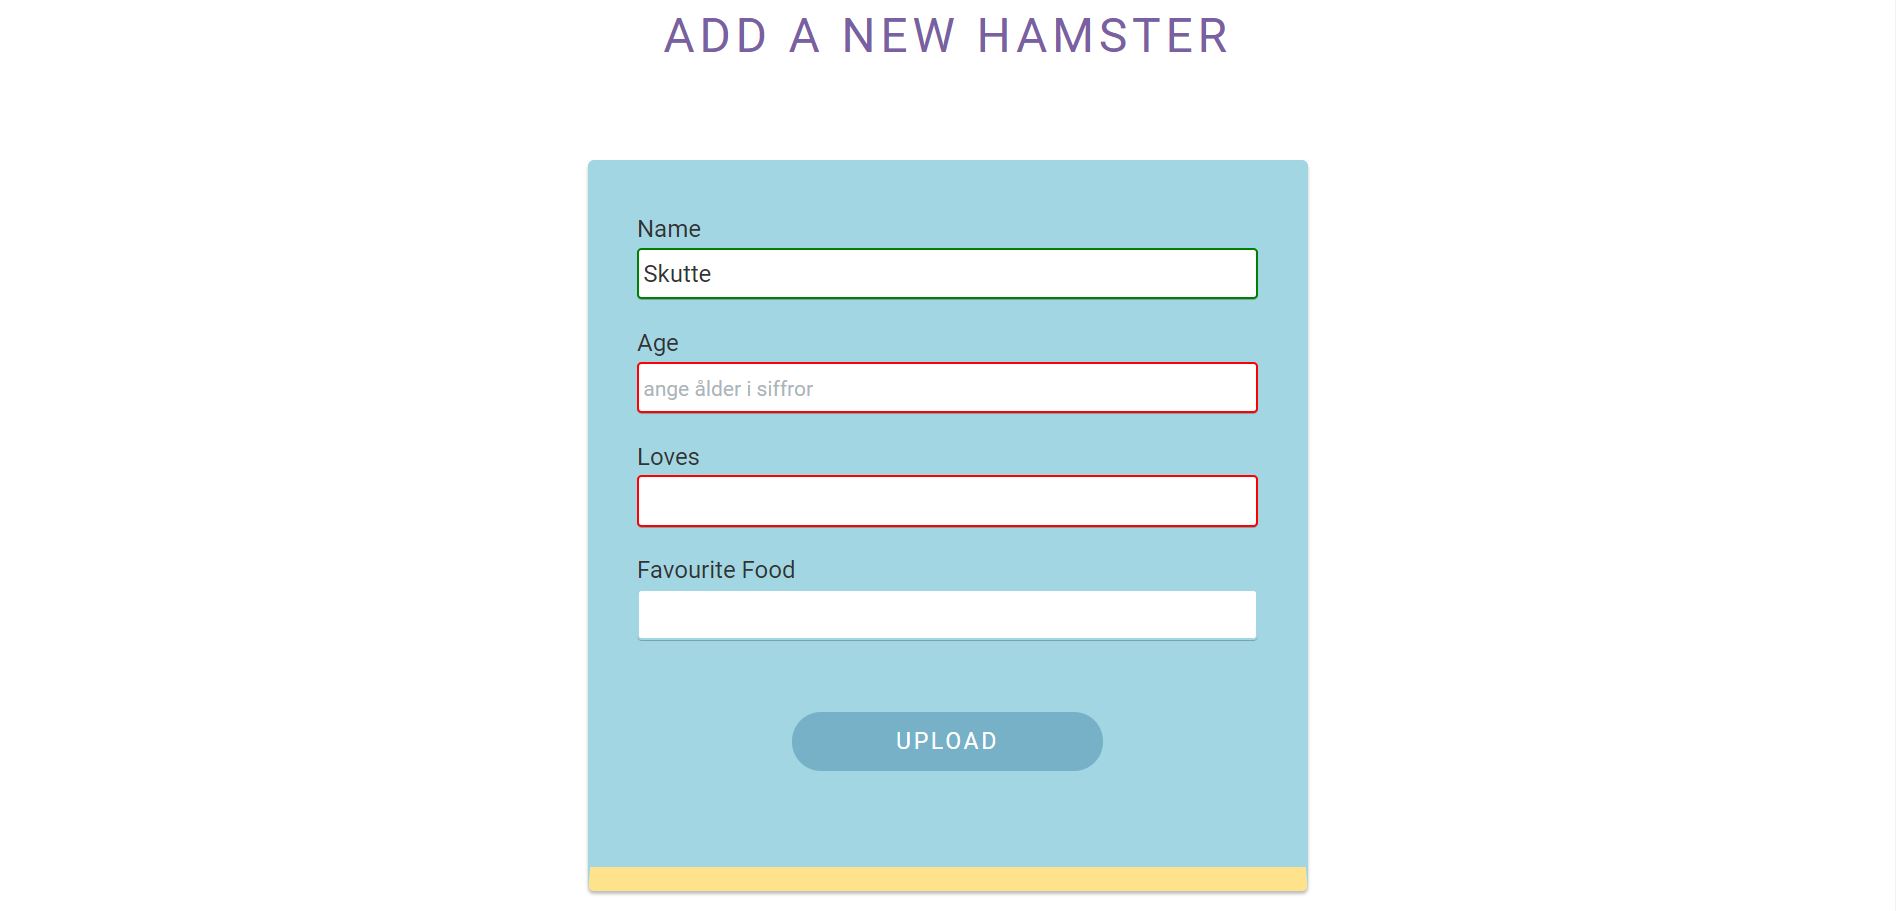 ADD A NEW HAMSTER
Name
Skutte
Age
ange ålder i siffror
Loves
Favourite Food
UPLOAD